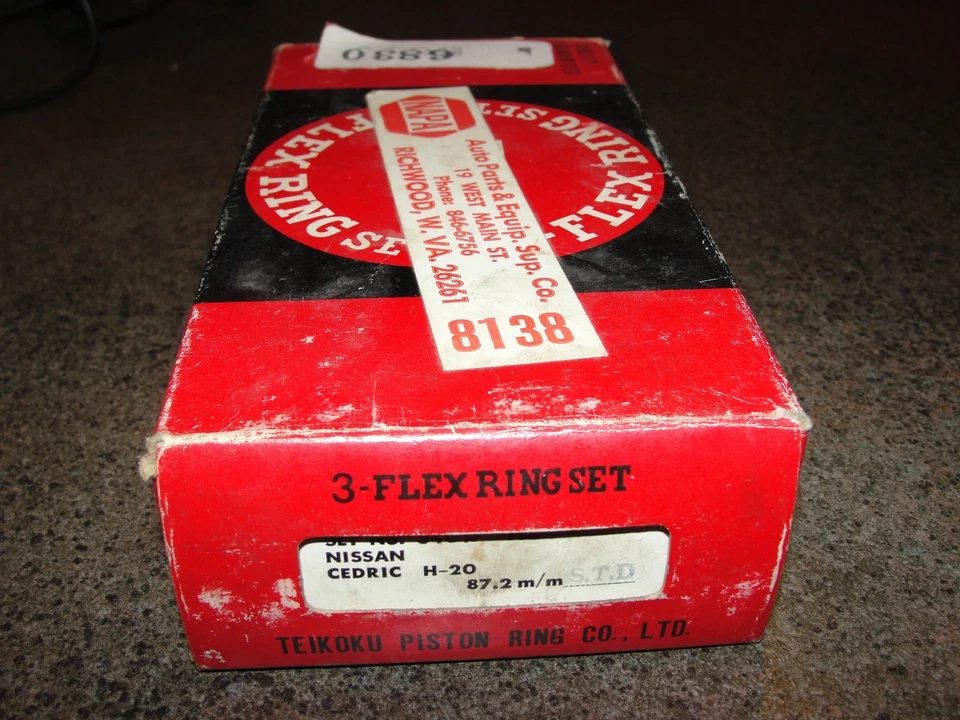 6830
FLEX RING SET
FLEX RING SET
NAPA
Auto Parts & Equip. Sup. Co.
19 WEST MAIN ST.
Phone: 846-6756
RICHWOOD, W. VA. 26261
8138
3-FLEX RING SET
SET NO.
NISSAN
CEDRIC H-20
87.2 m/m S.T.D
TEIKOKU PISTON RING CO., LTD.